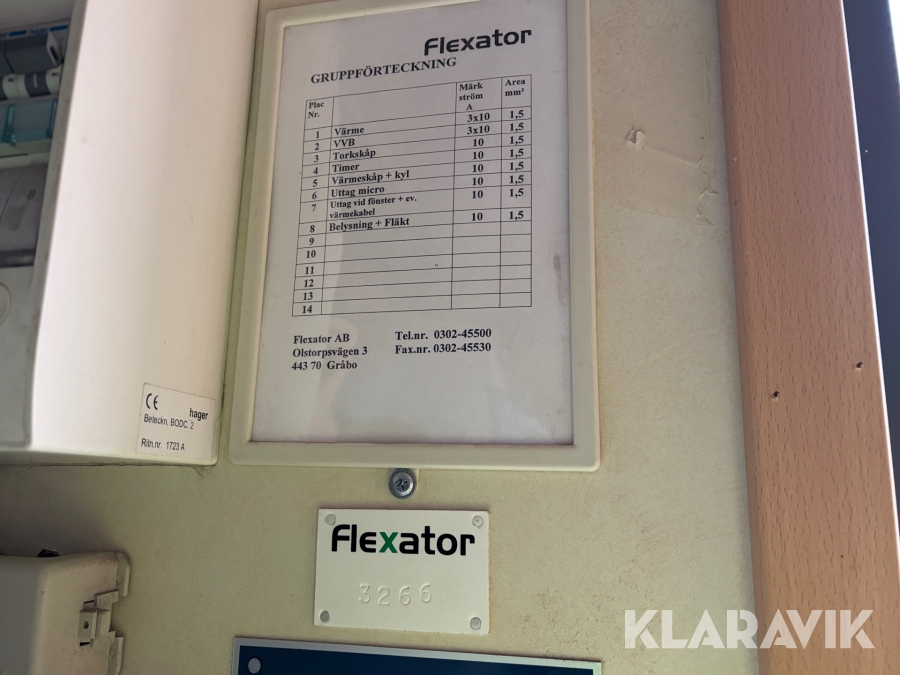 Flexator
GRUPPFÖRTECKNING
Plac Nr. Märk ström A Area mm²
1 Värme 3x10 1,5
2 VVB 3x10 1,5
3 Torkskåp 10 1,5
4 Timer 10 1,5
5 Värmeskåp + kyl 10 1,5
6 Uttag micro 10 1,5
7 Uttag vid fönster + ev. värmekabel 10 1,5
8 Belysning + Fläkt 10 1,5
9
10
11
12
13
14
Flexator AB Tel.nr. 0302-45500
Olstorpsvägen 3 Fax.nr. 0302-45530
443 70 Gråbo
CE hager
Beteckn. BODC. 2
Ritn.nr. 1723 A
Flexator
3266
KLARAVIK